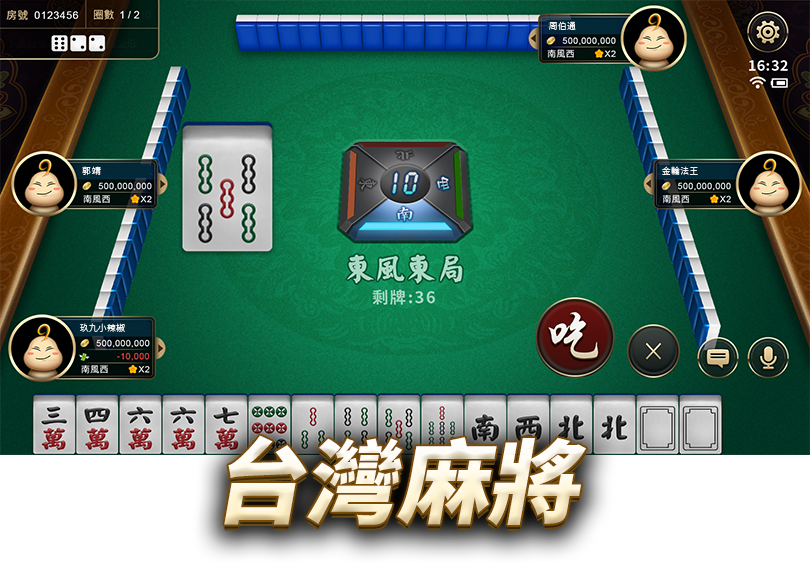 房號 0123456 圈數 1/2
周伯通
500,000,000
南風西 X2
16:32
郭靖
500,000,000
南風西 X2
金輪法王
500,000,000
南風西 X2
10
南
東風東局
剩牌:36
玖九小辣椒
500,000,000
-10,000
南風西 X2
吃
三萬 四萬 六萬 六萬 七萬 南 西 北 北
台灣麻將